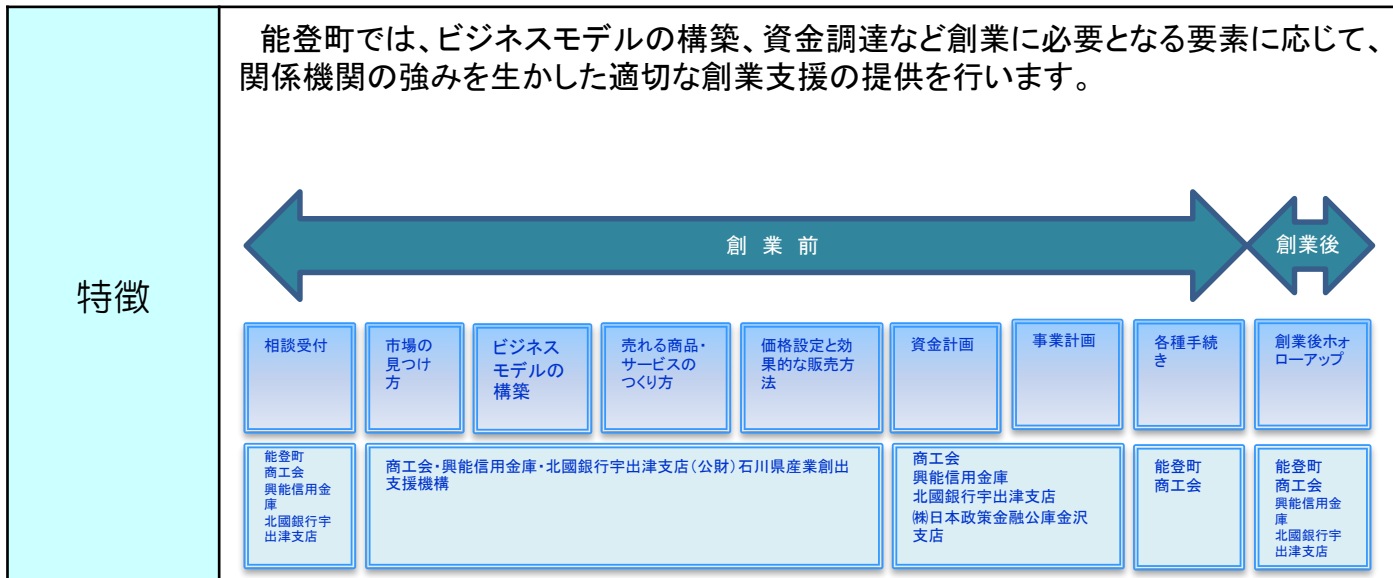 特徴
能登町では、ビジネスモデルの構築、資金調達など創業に必要となる要素に応じて、
関係機関の強みを生かした適切な創業支援の提供を行います。
創 業 前
創業後
相談受付
市場の
見つけ
方
ビジネス
モデルの
構築
売れる商品・
サービスの
つくり方
価格設定と効
果的な販売方
法
資金計画
事業計画
各種手続
き
創業後ホォ
ローアップ
能登町
商工会
興能信用金
庫
北國銀行宇
出津支店
商工会・興能信用金庫・北國銀行宇出津支店（公財）石川県産業創出
支援機構
商工会
興能信用金庫
北國銀行宇出津支店
㈱日本政策金融公庫金沢
支店
能登町
商工会
能登町
商工会
興能信用金
庫
北國銀行宇
出津支店